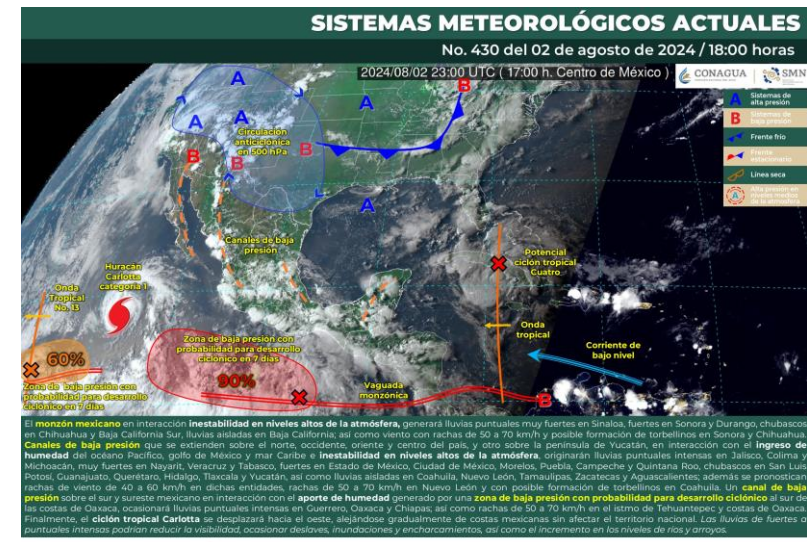 SISTEMAS METEOROLÓGICOS ACTUALES
No. 430 del 02 de agosto de 2024 / 18:00 horas
2024/08/02 23:00 UTC ( 17:00 h. Centro de México )
CONAGUA
SMN
A
Sistemas de
alta presión
B
Sistemas de
baja presión
Frente frío
Frente
estacionario
Línea seca
A
Alta presión en
niveles medios
de la atmósfera
A
B
A
A
A
Circulación
anticiclónica
en 500 hPa
B
B
B
A
Canales de baja
presión
Potencial
ciclón tropical
Cuatro
Huracán
Carlotta
categoría 1
Onda
Tropical
No. 13
Onda
tropical
Zona de baja presión con
probabilidad para desarrollo
ciclónico en 7 días
90%
60%
Zona de baja presión con
probabilidad para desarrollo
ciclónico en 7 días
Corriente de
bajo nivel
Vaguada
monzónica
B
El monzón mexicano en interacción inestabilidad en niveles altos de la atmósfera, generará lluvias puntuales muy fuertes en Sinaloa, fuertes en Sonora y Durango, chubascos
en Chihuahua y Baja California Sur, lluvias aisladas en Baja California; así como viento con rachas de 50 a 70 km/h y posible formación de torbellinos en Sonora y Chihuahua.
Canales de baja presión que se extienden sobre el norte, occidente, oriente y centro del país, y otro sobre la península de Yucatán, en interacción con el ingreso de
humedad del océano Pacífico, golfo de México y mar Caribe e inestabilidad en niveles altos de la atmósfera, originarán lluvias puntuales intensas en Jalisco, Colima y
Michoacán, muy fuertes en Nayarit, Veracruz y Tabasco, fuertes en Estado de México, Ciudad de México, Morelos, Puebla, Campeche y Quintana Roo, chubascos en San Luis
Potosí, Guanajuato, Querétaro, Hidalgo, Tlaxcala y Yucatán, así como lluvias aisladas en Coahuila, Nuevo León, Tamaulipas, Zacatecas y Aguascalientes; además se pronostican
rachas de viento de 40 a 60 km/h en dichas entidades, rachas de 50 a 70 km/h en Nuevo León y con posible formación de torbellinos en Coahuila. Un canal de baja
presión sobre el sur y sureste mexicano en interacción con el aporte de humedad generado por una zona de baja presión con probabilidad para desarrollo ciclónico al sur de
las costas de Oaxaca, ocasionará lluvias puntuales intensas en Guerrero, Oaxaca y Chiapas; así como rachas de 50 a 70 km/h en el istmo de Tehuantepec y costas de Oaxaca.
Finalmente, el ciclón tropical Carlotta se desplazará hacia el oeste, alejándose gradualmente de costas mexicanas sin afectar el territorio nacional. Las lluvias de fuertes a
puntuales intensas podrían reducir la visibilidad, ocasionar deslaves, inundaciones y encharcamientos, así como el incremento en los niveles de ríos y arroyos.